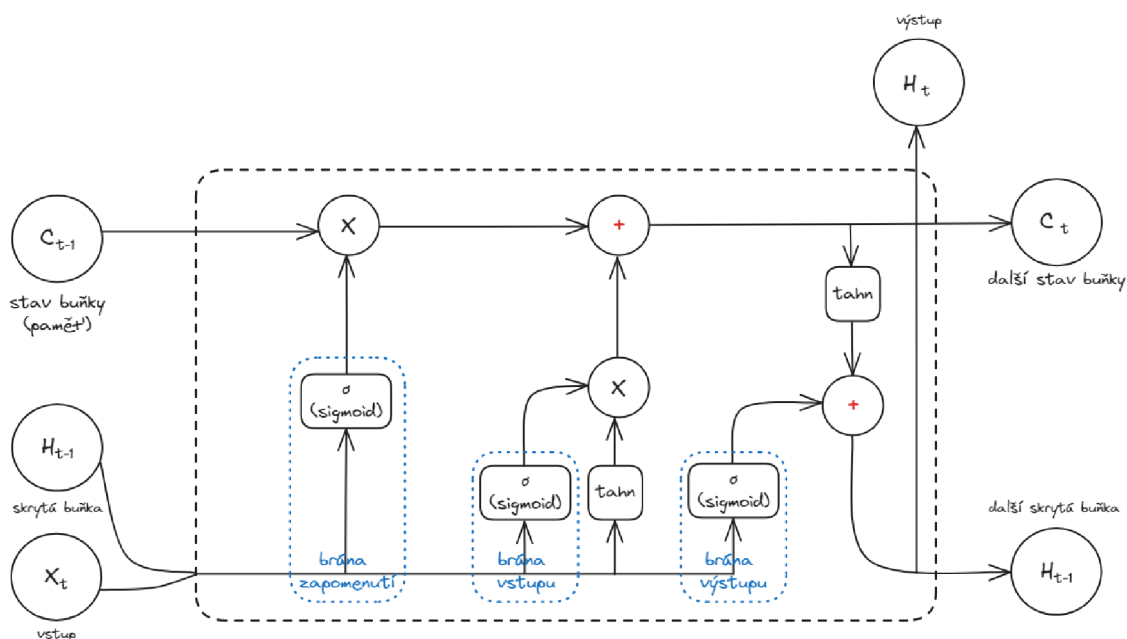 výstup
H t
X
+
C t-1
C t
stav buňky
(paměť)
další stav buňky
tahn
σ
(sigmoid)
X
+
H t-1
skrytá buňka
σ
(sigmoid)
tahn
σ
(sigmoid)
další skrytá buňka
brána
zapomenutí
brána
vstupu
brána
výstupu
X t
H t-1
vstup